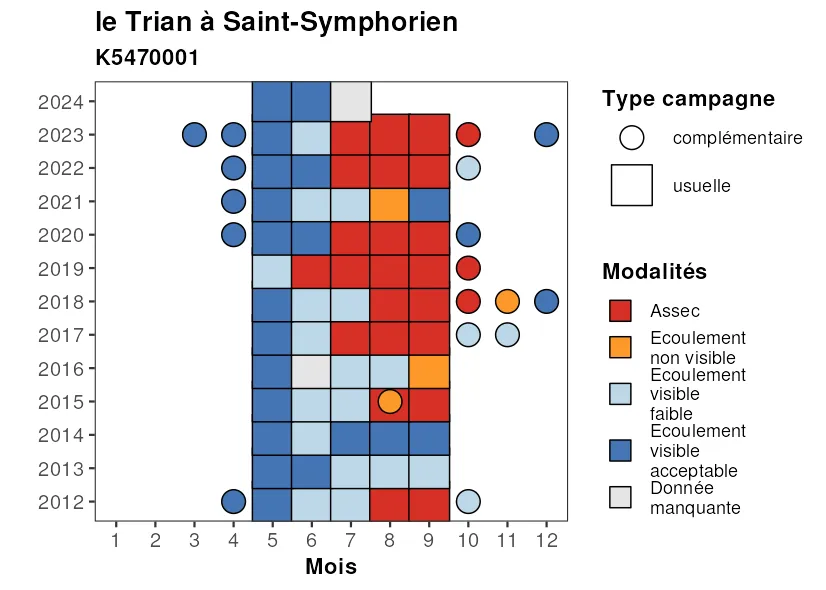 le Trian à Saint-Symphorien
K5470001
2024
2023
2022
2021
2020
2019
2018
2017
2016
2015
2014
2013
2012
1 2 3 4 5 6 7 8 9 10 11 12
Mois
Type campagne
complémentaire
usuelle
Modalités
Assec
Ecoulement
non visible
Ecoulement
visible
faible
Ecoulement
visible
acceptable
Donnée
manquante